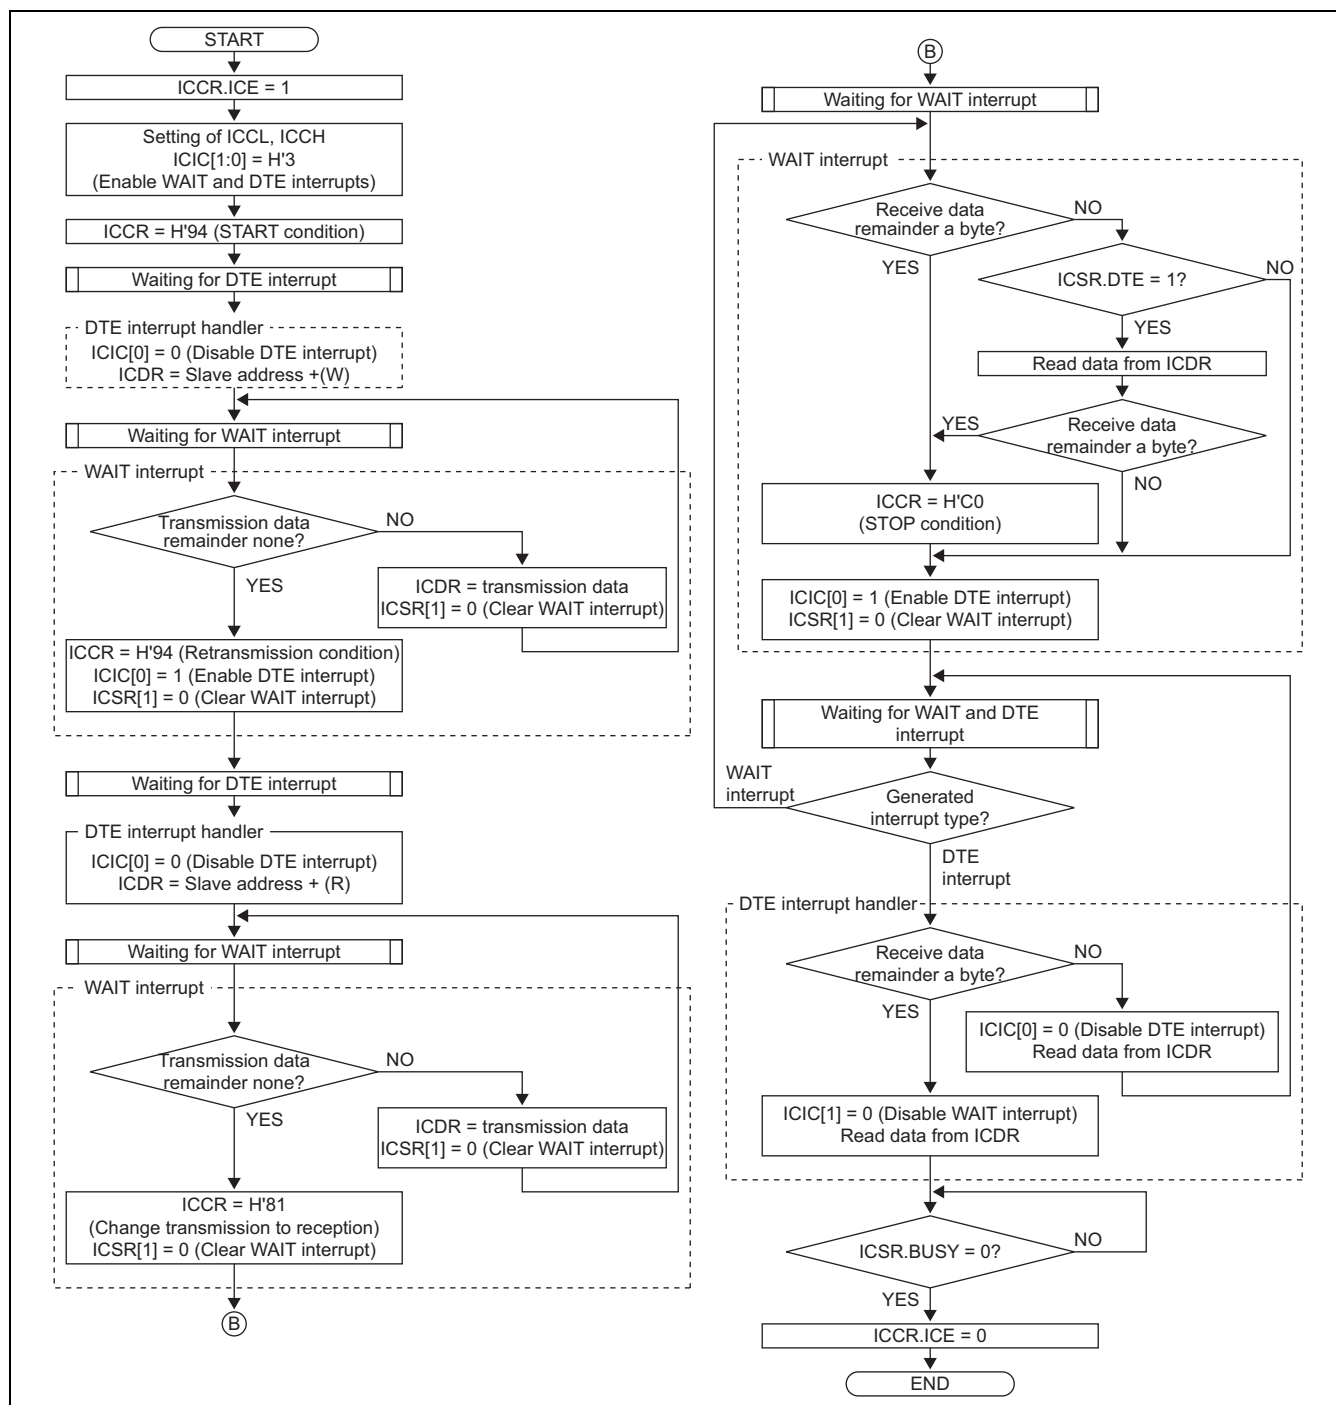 START
ICCR.ICE = 1
Setting of ICCL, ICCH
ICIC[1:0] = H'3
(Enable WAIT and DTE interrupts)
ICCR = H'94 (START condition)
Waiting for DTE interrupt
DTE interrupt handler
ICIC[0] = 0 (Disable DTE interrupt)
ICDR = Slave address +(W)
Waiting for WAIT interrupt
WAIT interrupt
Transmission data
remainder none?
NO
YES
ICDR = transmission data
ICSR[1] = 0 (Clear WAIT interrupt)
ICCR = H'94 (Retransmission condition)
ICIC[0] = 1 (Enable DTE interrupt)
ICSR[1] = 0 (Clear WAIT interrupt)
Waiting for DTE interrupt
DTE interrupt handler
ICIC[0] = 0 (Disable DTE interrupt)
ICDR = Slave address + (R)
Waiting for WAIT interrupt
WAIT interrupt
Transmission data
remainder none?
NO
YES
ICDR = transmission data
ICSR[1] = 0 (Clear WAIT interrupt)
ICCR = H'81
(Change transmission to reception)
ICSR[1] = 0 (Clear WAIT interrupt)
B
B
Waiting for WAIT interrupt
WAIT interrupt
Receive data
remainder a byte?
NO
YES
ICSR.DTE = 1?
NO
YES
Read data from ICDR
Receive data
remainder a byte?
YES
NO
ICCR = H'C0
(STOP condition)
ICIC[0] = 1 (Enable DTE interrupt)
ICSR[1] = 0 (Clear WAIT interrupt)
Waiting for WAIT and DTE
interrupt
WAIT
interrupt
Generated
interrupt type?
DTE
interrupt
DTE interrupt handler
Receive data
remainder a byte?
NO
YES
ICIC[0] = 0 (Disable DTE interrupt)
Read data from ICDR
ICIC[1] = 0 (Disable WAIT interrupt)
Read data from ICDR
ICSR.BUSY = 0?
NO
YES
ICCR.ICE = 0
END